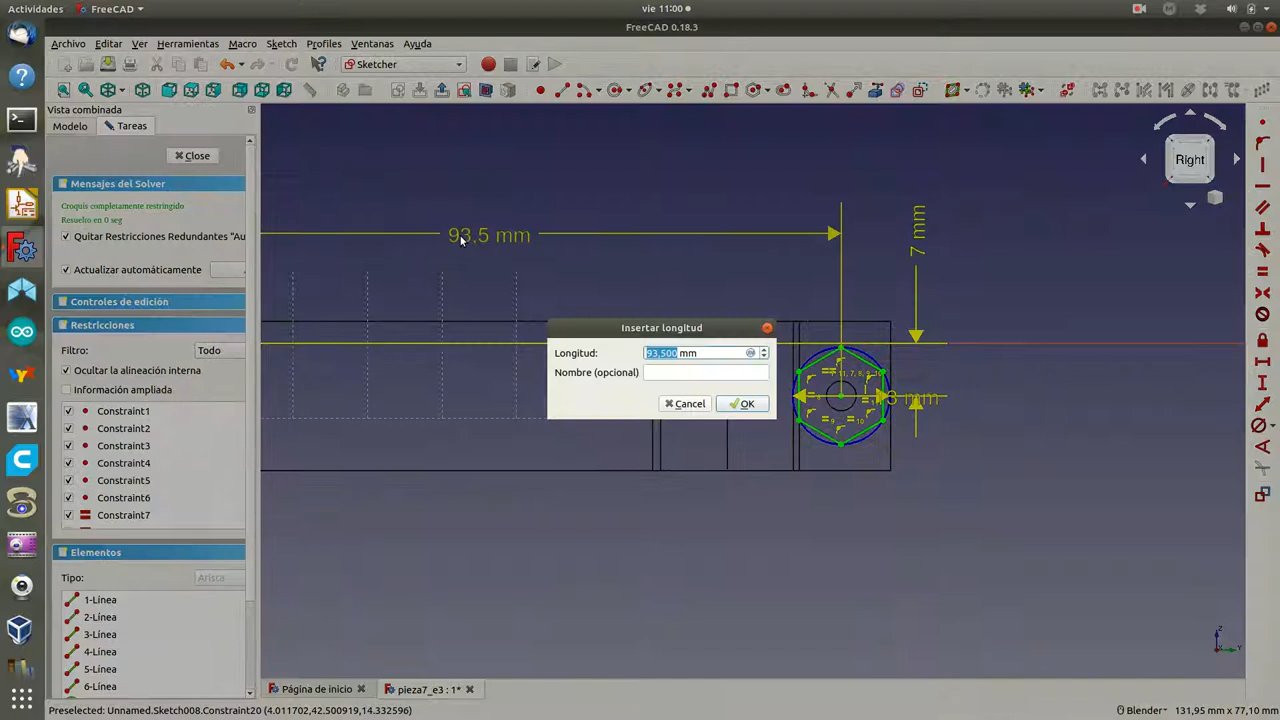 Actividades
FreeCAD
vie 11:00
FreeCAD 0.18.3
Archivo Editar Ver Herramientas Macro Sketch Profiles Ventanas Ayuda
Sketcher
Vista combinada
Modelo Tareas
Close
Mensajes del Solver
Croquis completamente restringido
Resuelto en 0 seg
Quitar Restricciones Redundantes "Au
Actualizar automáticamente
Controles de edición
Restricciones
Filtro: Todo
Ocultar la alineación interna
Información ampliada
Constraint1
Constraint2
Constraint3
Constraint4
Constraint5
Constraint6
Constraint7
Elementos
Tipo: Arista
1-Línea
2-Línea
3-Línea
4-Línea
5-Línea
6-Línea
93,5 mm
7 mm
Right
Insertar longitud
Longitud: 93,500 mm
Nombre (opcional)
Cancel OK
3 mm
Página de inicio
pieza7_e3 : 1*
Preselected: Unnamed.Sketch008.Constraint20 (4.011702,42.500919,14.332596)
Blender
131,95 mm x 77,10 mm